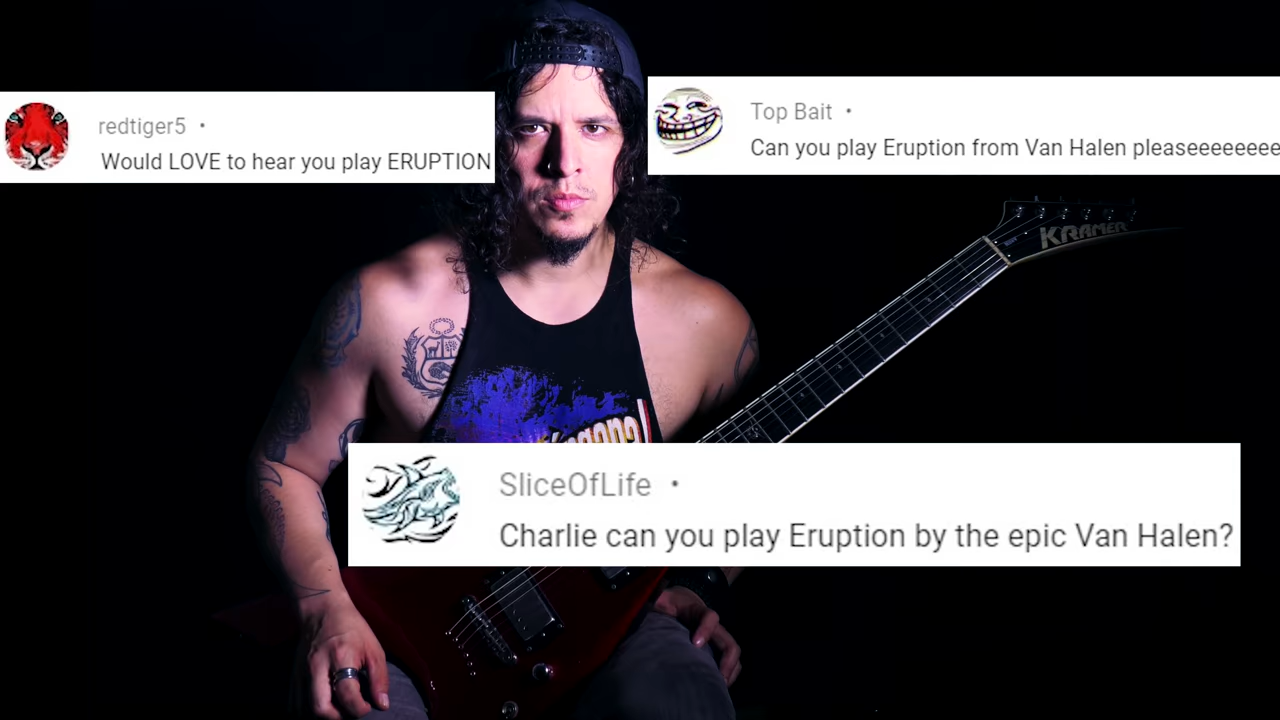 redtiger5 •
Would LOVE to hear you play ERUPTION
Top Bait •
Can you play Eruption from Van Halen pleaseeeeeeee
KRAMER
SliceOfLife •
Charlie can you play Eruption by the epic Van Halen?